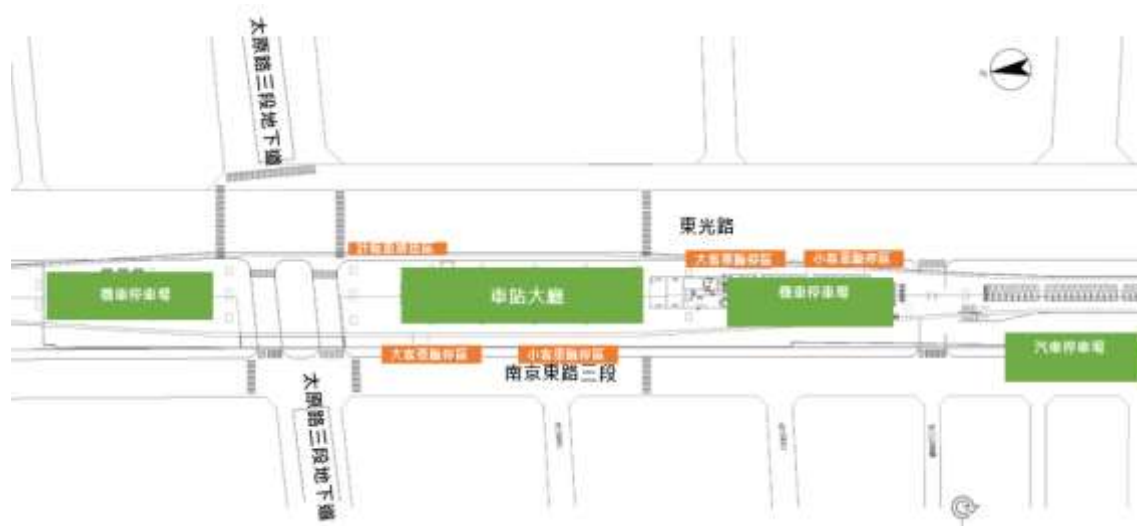 太原路三段地下道
東光路
大客車臨停區
小客車臨停區
機車停車場
車站大廳
機車停車場
汽車停車場
大客車臨停區
小客車臨停區
南京東路三段
太原路三段地下道